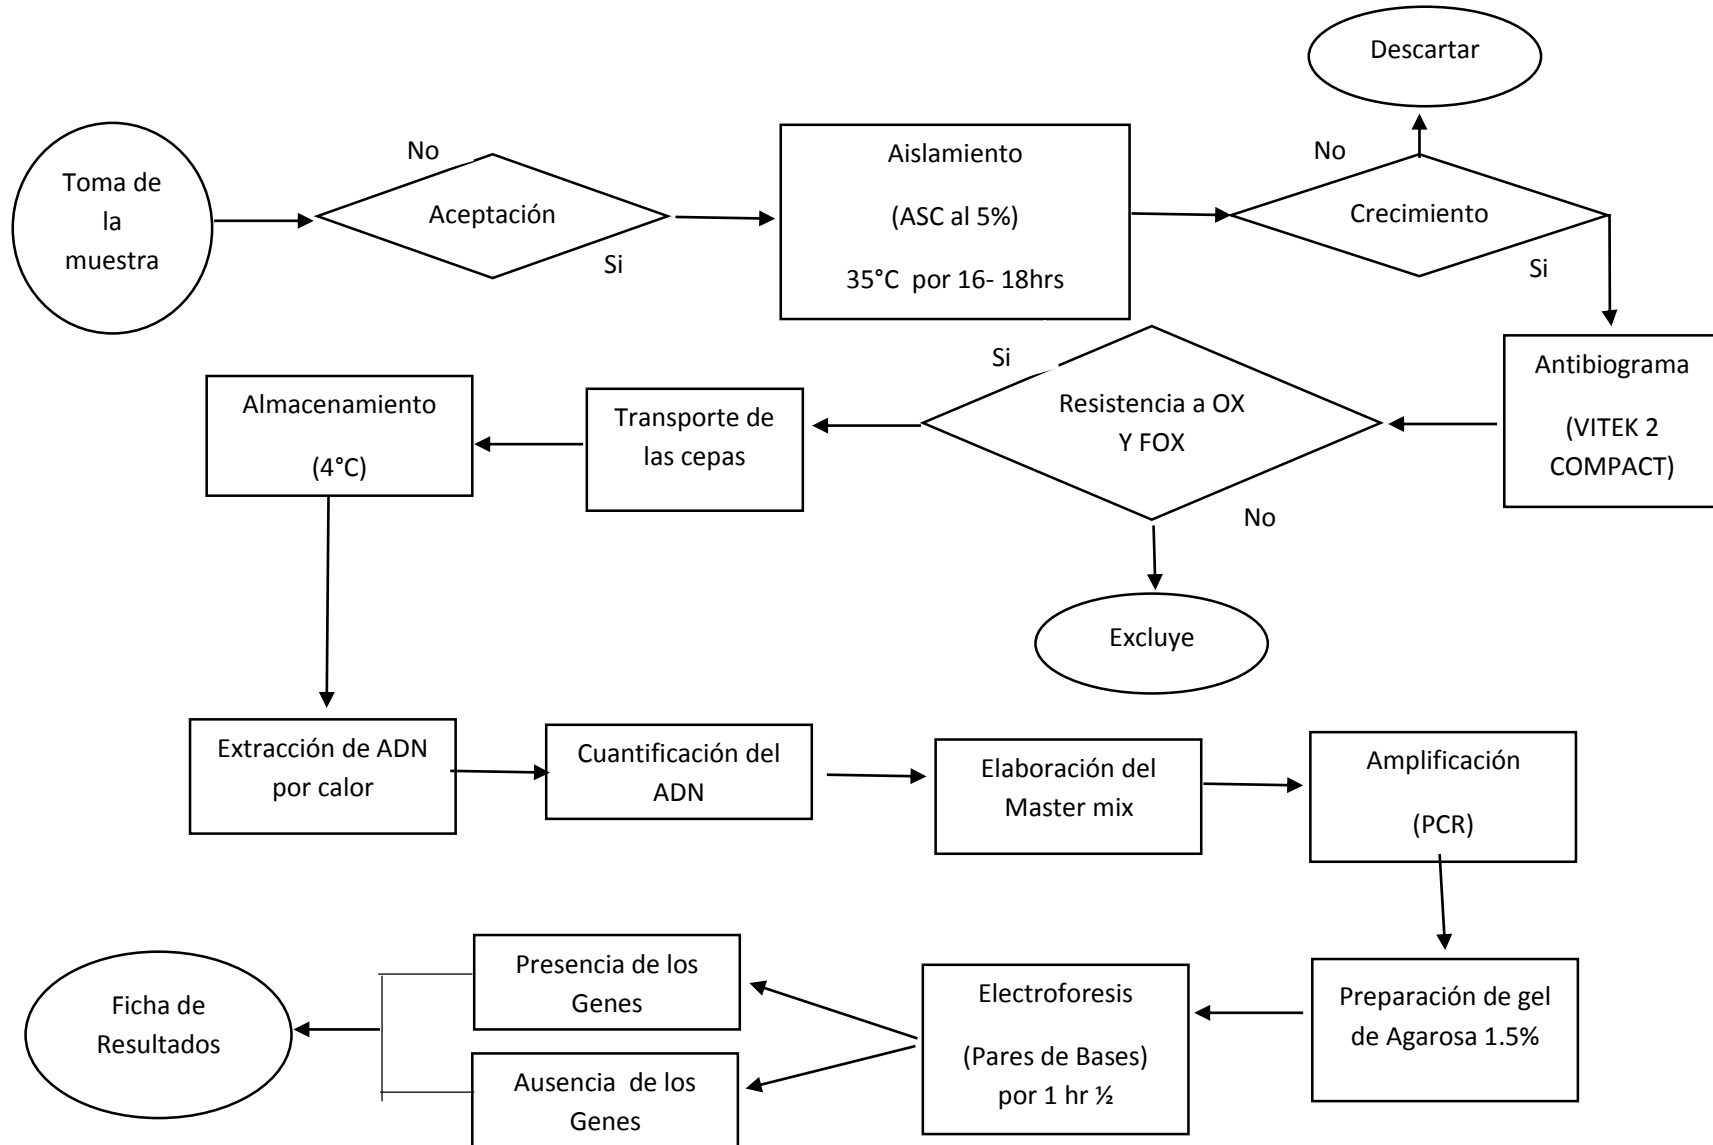 Descartar
Toma de
la
muestra
No
Aceptación
Si
Aislamiento
(ASC al 5%)
35°C  por 16- 18hrs
No
Crecimiento
Si
Antibiograma
(VITEK 2
COMPACT)
Si
Resistencia a OX
Y FOX
No
Excluye
Transporte de
las cepas
Almacenamiento
(4°C)
Extracción de ADN
por calor
Cuantificación del
ADN
Elaboración del
Master mix
Amplificación
(PCR)
Preparación de gel
de Agarosa 1.5%
Electroforesis
(Pares de Bases)
por 1 hr ½
Presencia de los
Genes
Ausencia  de los
Genes
Ficha de
Resultados